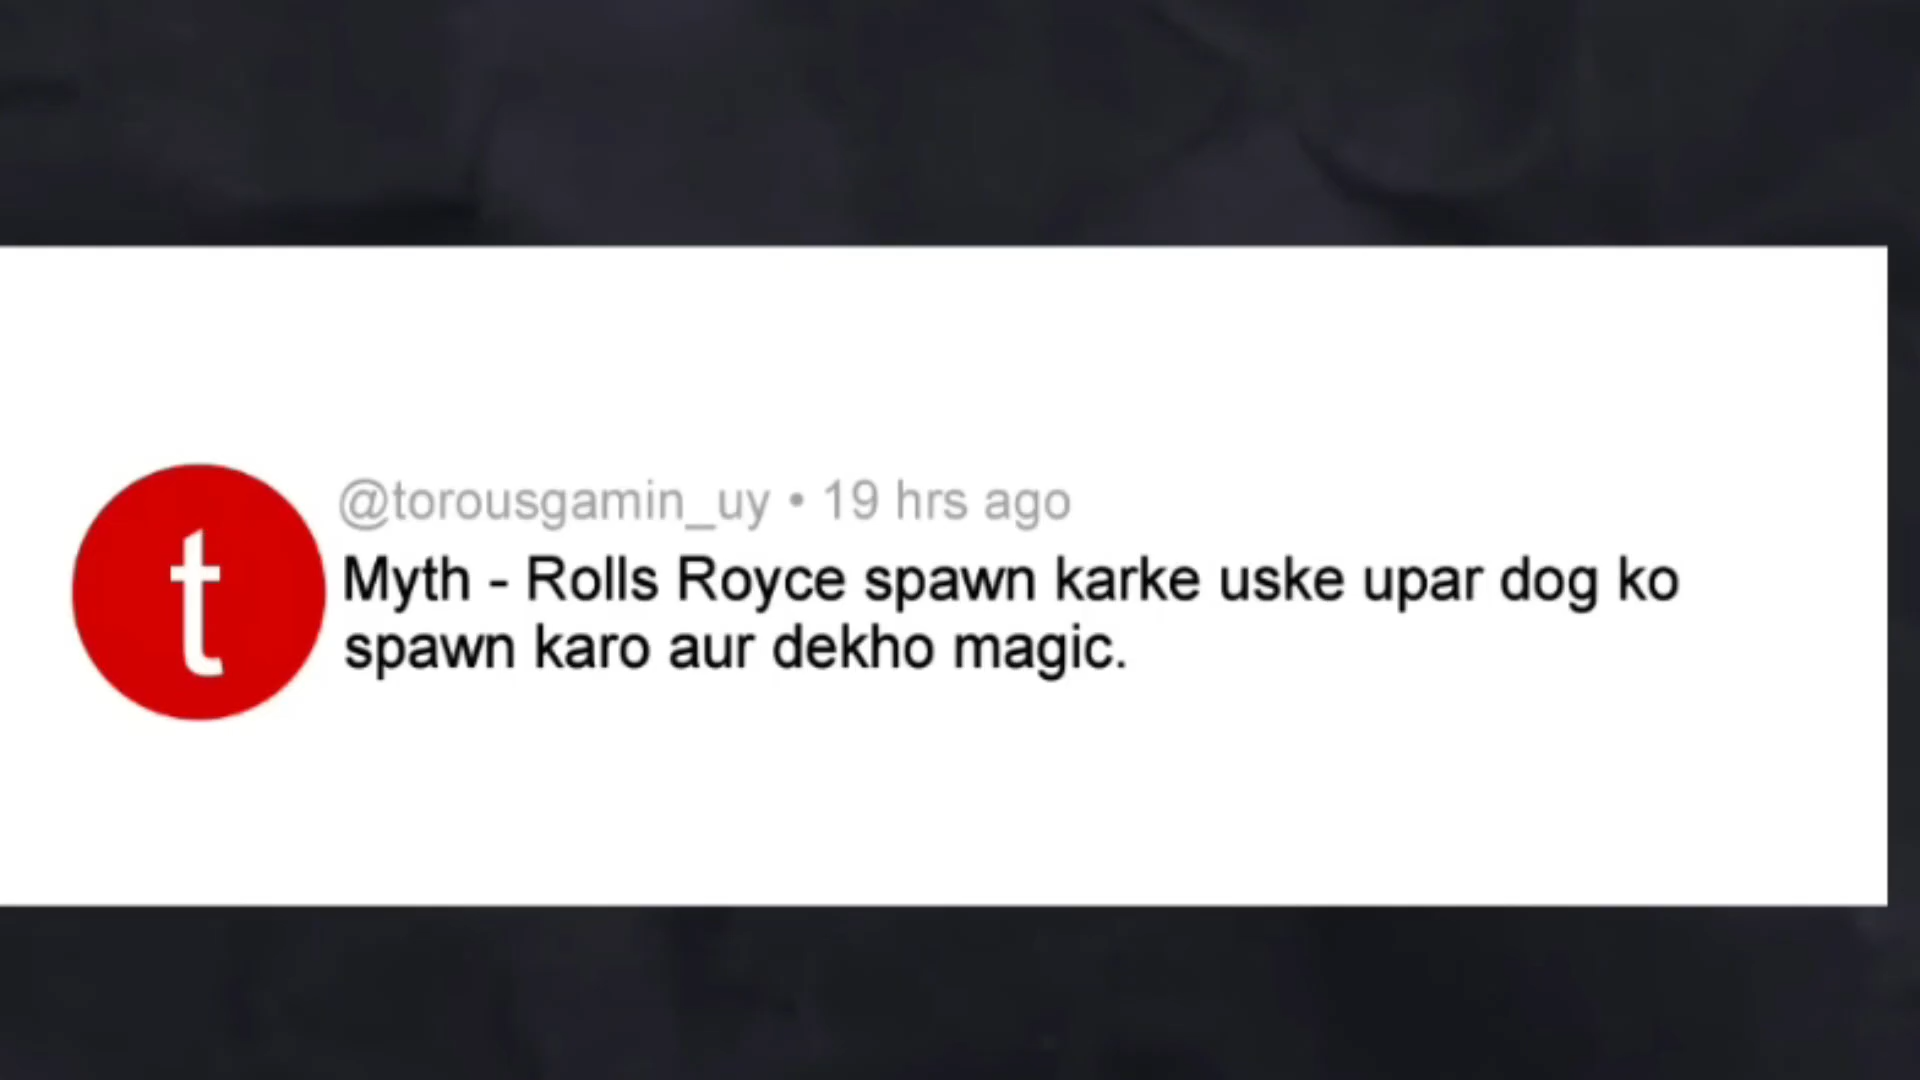 t
@torousgamin_uy • 19 hrs ago
Myth - Rolls Royce spawn karke uske upar dog ko
spawn karo aur dekho magic.